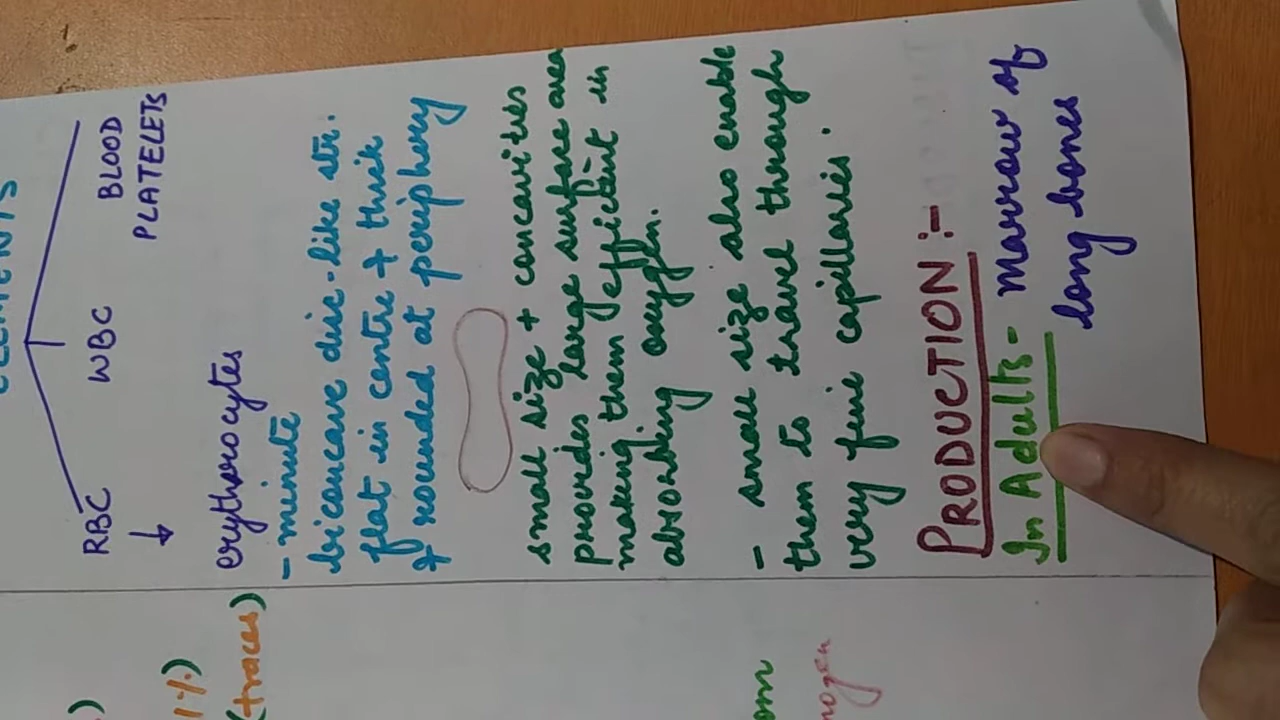 RBC WBC BLOOD
PLATELETS
↓
erythrocytes
- minute
biconcave disc-like str.
flat in centre + thick
& rounded at periphery
small size + concavities
provides large surface area
making them efficient in
absorbing oxygen.
- small size also enable
them to travel through
very fine capillaries.
PRODUCTION :-
In Adults - Marrow of
long bones
1%)
(traces)